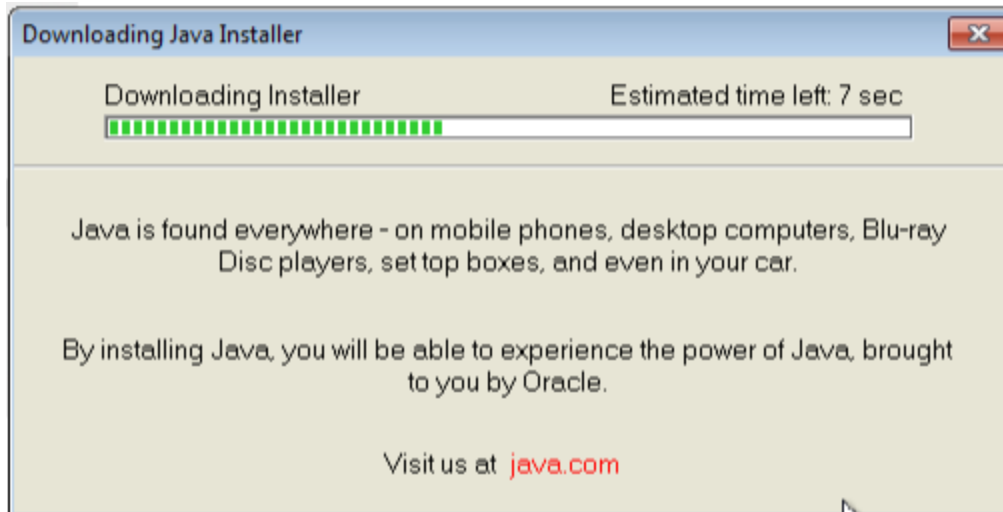 Downloading Java Installer
Downloading Installer
Estimated time left: 7 sec
Java is found everywhere - on mobile phones, desktop computers, Blu-ray
Disc players, set top boxes, and even in your car.
By installing Java, you will be able to experience the power of Java, brought
to you by Oracle.
Visit us at java.com